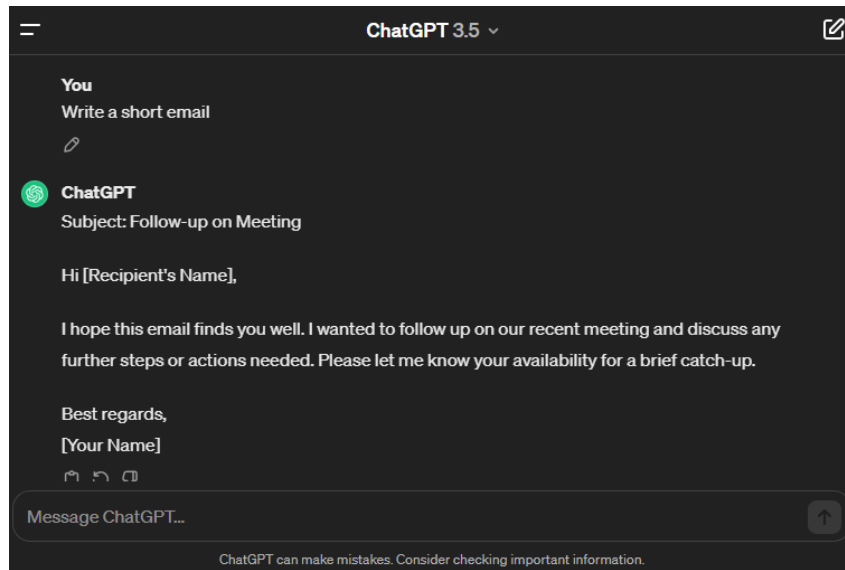 ChatGPT 3.5
You
Write a short email
ChatGPT
Subject: Follow-up on Meeting
Hi [Recipient's Name],
I hope this email finds you well. I wanted to follow up on our recent meeting and discuss any
further steps or actions needed. Please let me know your availability for a brief catch-up.
Best regards,
[Your Name]
Message ChatGPT...
ChatGPT can make mistakes. Consider checking important information.